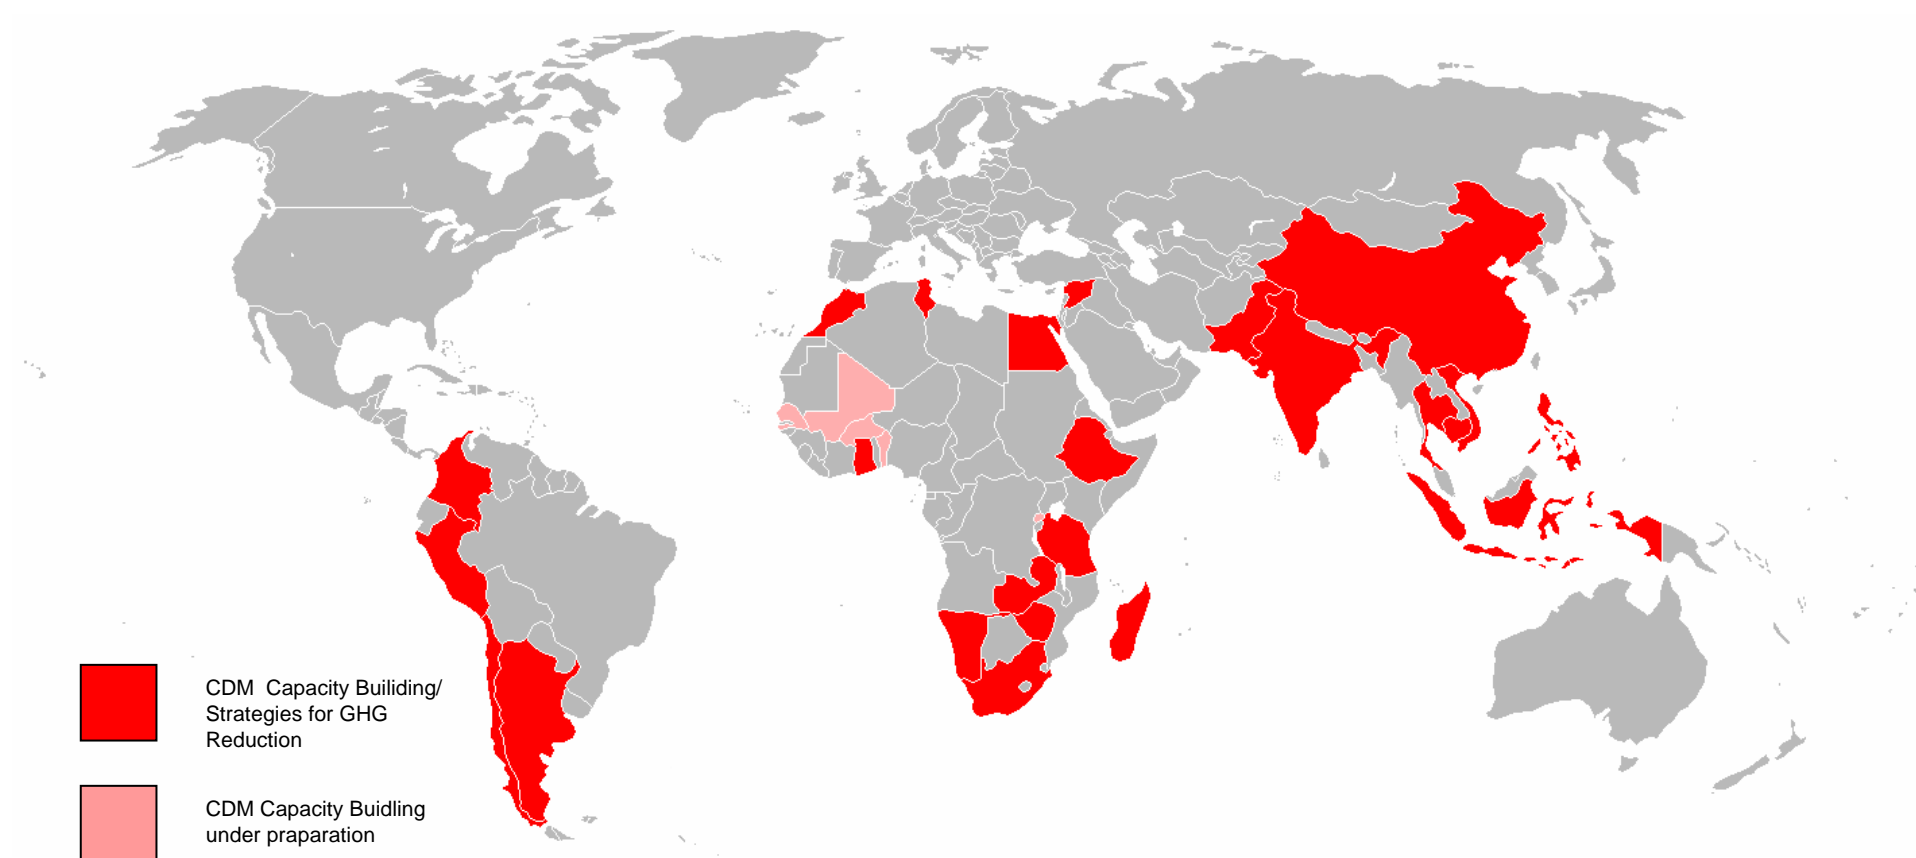 CDM Capacity Builiding/
Strategies for GHG
Reduction
CDM Capacity Buidling
under praparation